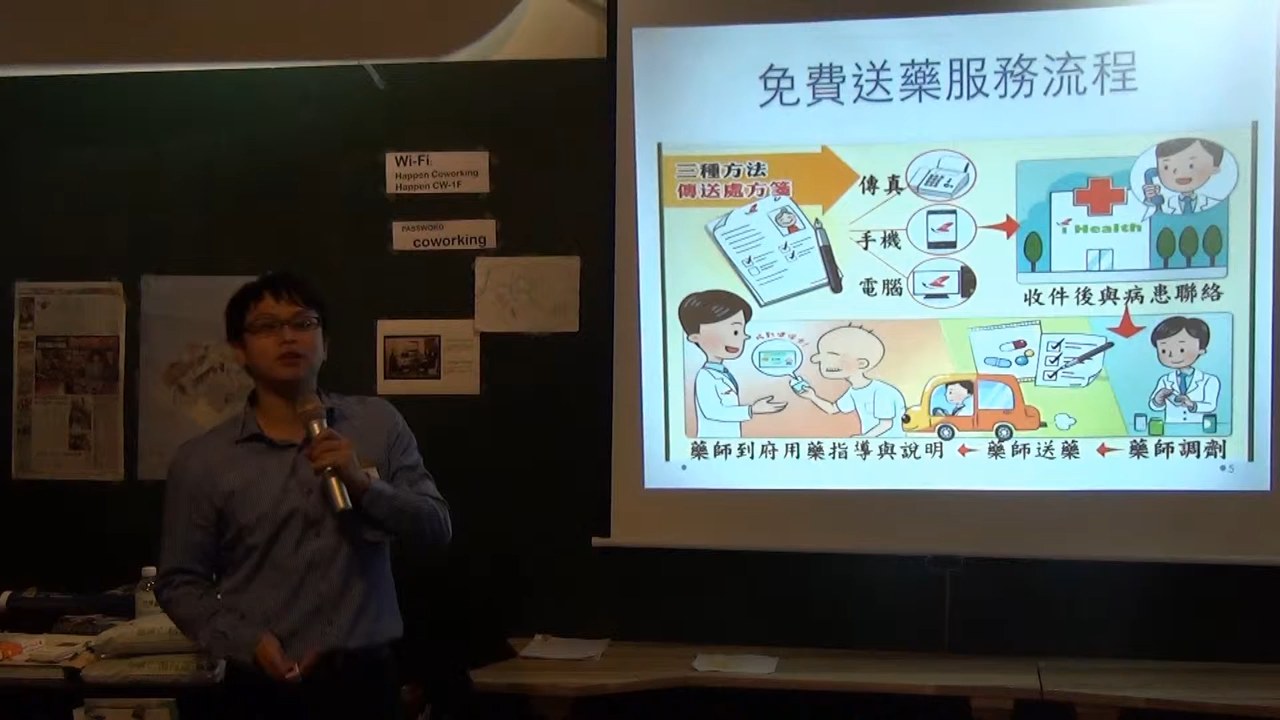 Wi-Fi:
Happen Coworking
Happen CW-1F
PASSWORD
coworking
免費送藥服務流程
三種方法
傳送處方箋
傳真
手機
電腦
i Health
收件後與病患聯絡
藥師到府用藥指導與說明
藥師送藥
藥師調劑
5